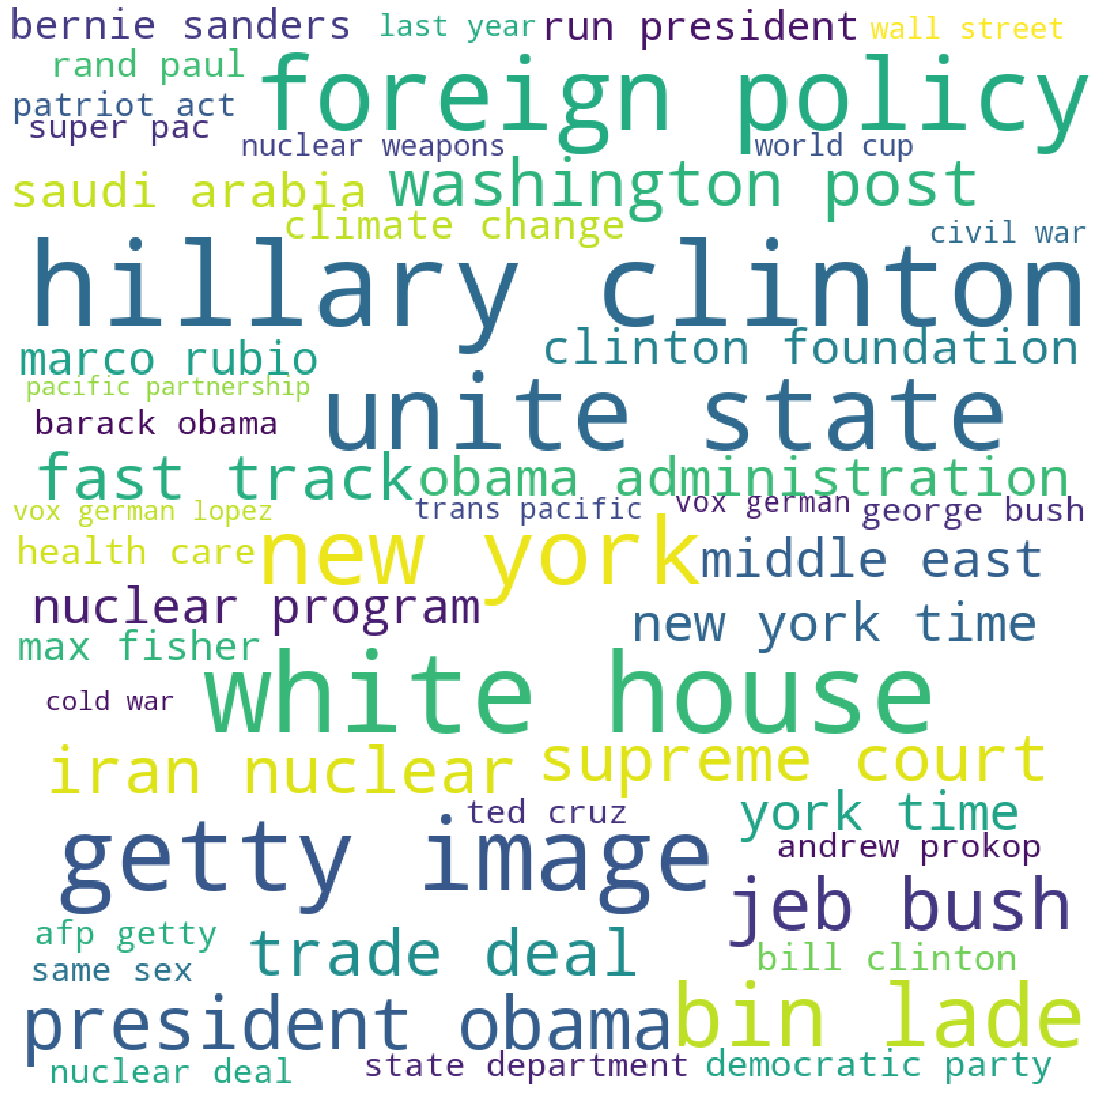 bernie sanders
last year
run president
wall street
rand paul
foreign policy
patriot act
super pac
nuclear weapons
world cup
saudi arabia
washington post
climate change
civil war
hillary clinton
marco rubio
clinton foundation
pacific partnership
unite state
barack obama
fast track
obama administration
vox german lopez
trans pacific
vox german
george bush
health care
new york
middle east
nuclear program
new york time
max fisher
white house
cold war
iran nuclear
supreme court
ted cruz
york time
getty image
andrew prokop
jeb bush
afp getty
trade deal
bill clinton
same sex
president obama
bin lade
nuclear deal
state department
democratic party